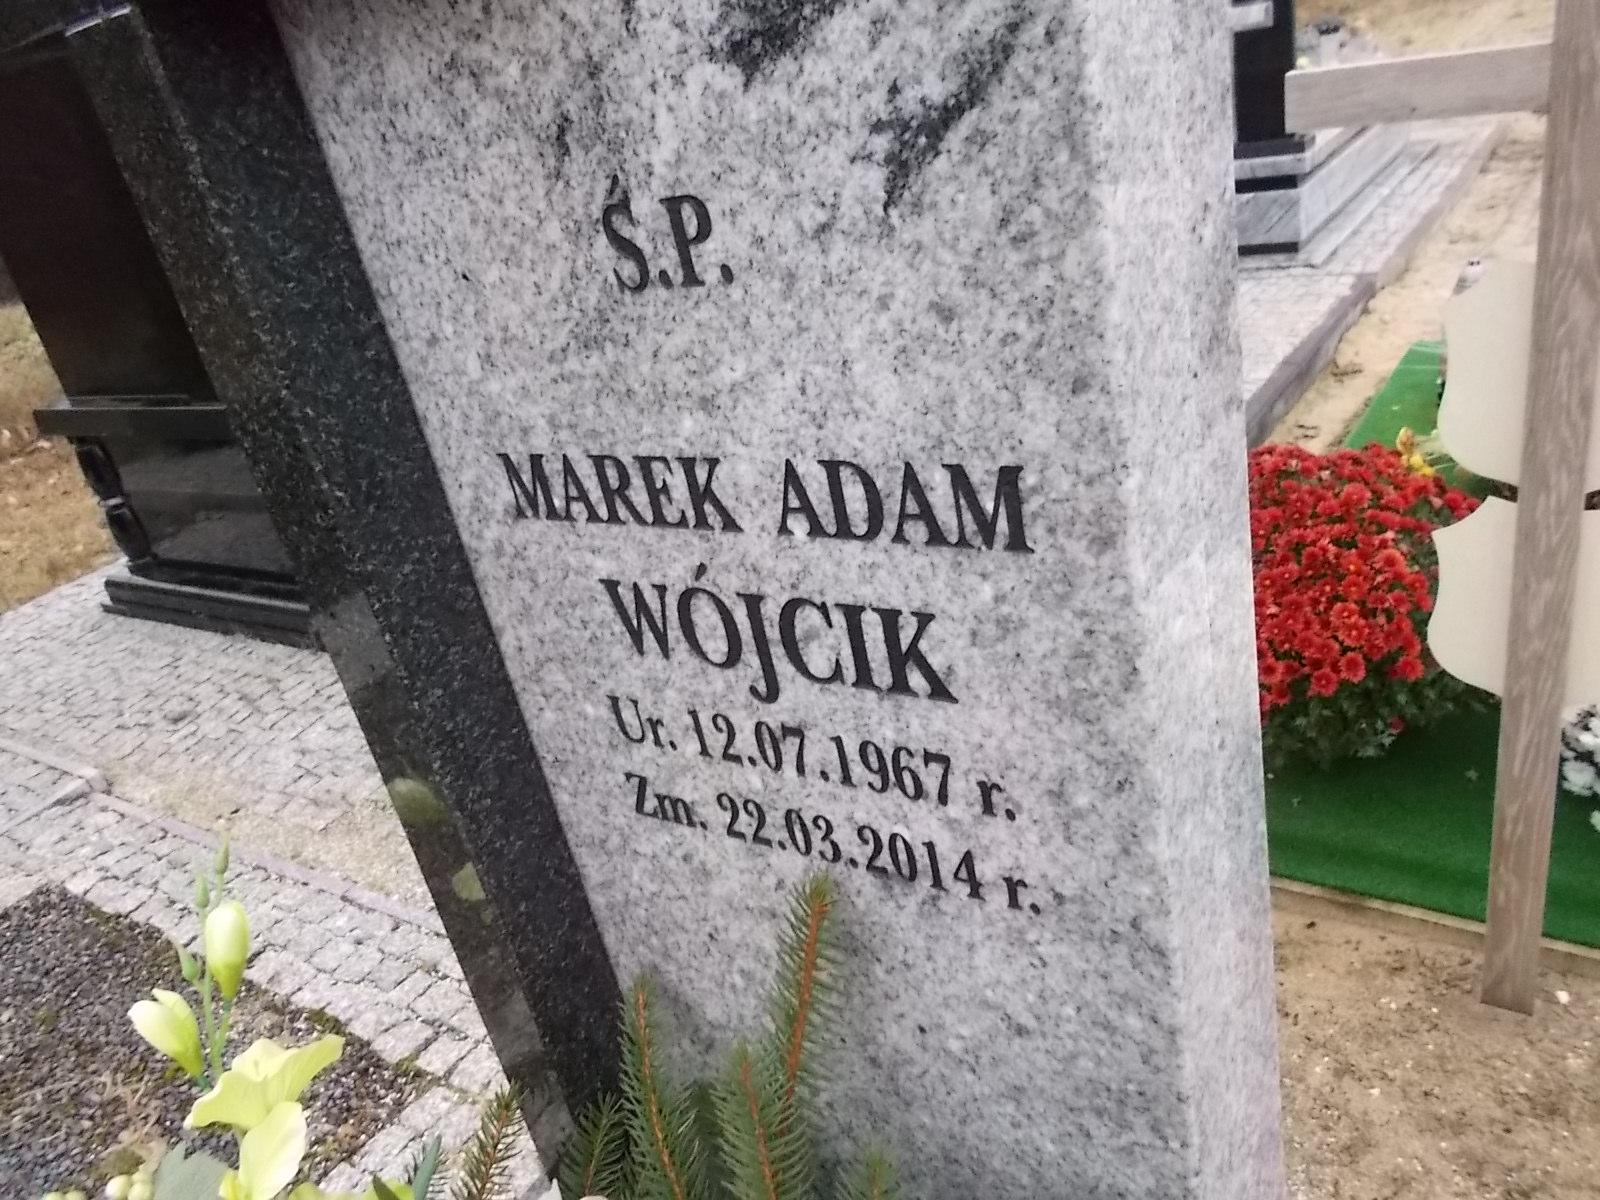 Ś.P.
MAREK ADAM
WÓJCIK
Ur. 12.07.1967 r.
Zm. 22.03.2014 r.